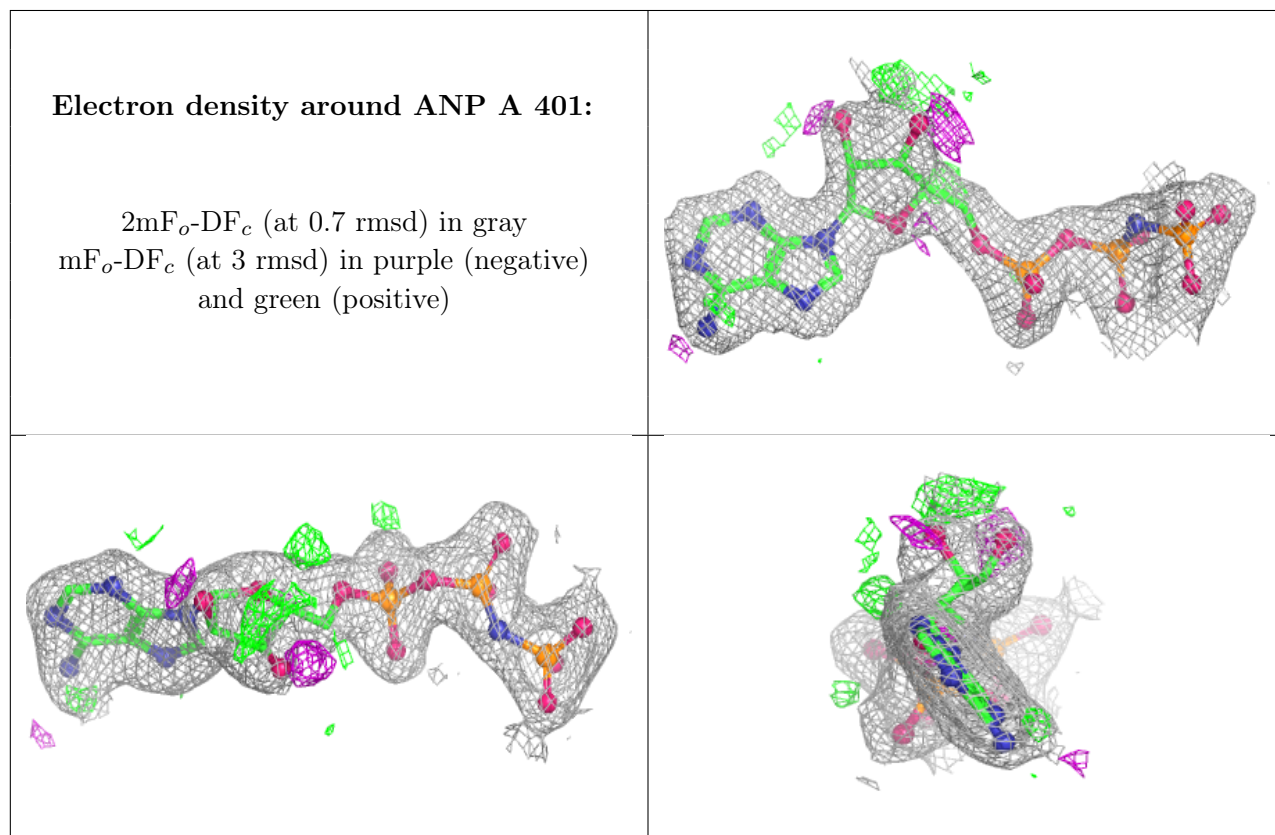 Electron density around ANP A 401:
2mFo-DFc (at 0.7 rmsd) in gray
mFo-DFc (at 3 rmsd) in purple (negative)
and green (positive)